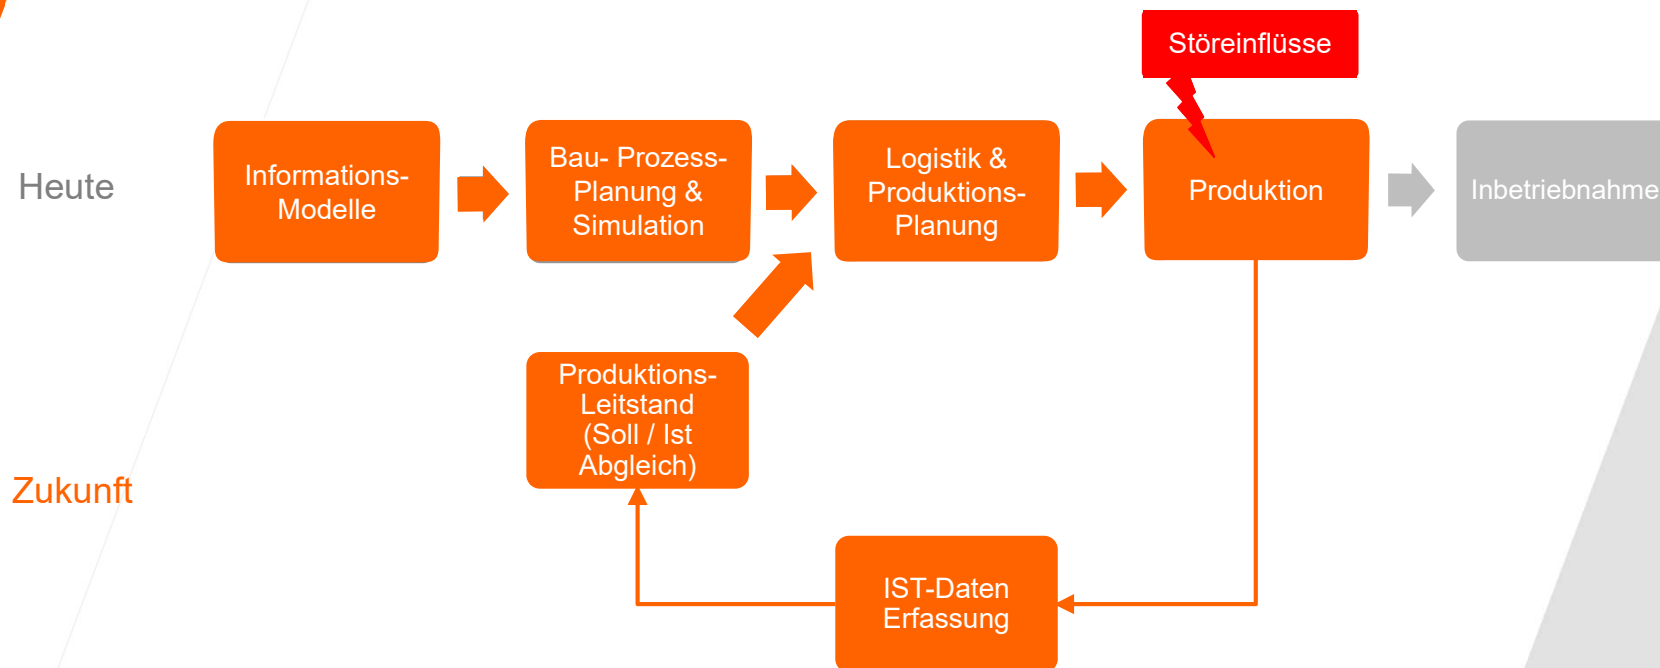 Störeinflüsse
Heute
Informations-
Modelle
Bau- Prozess-
Planung &
Simulation
Logistik &
Produktions-
Planung
Produktion
Inbetriebnahme
Produktions-
Leitstand
(Soll / Ist
Abgleich)
Zukunft
IST-Daten
Erfassung